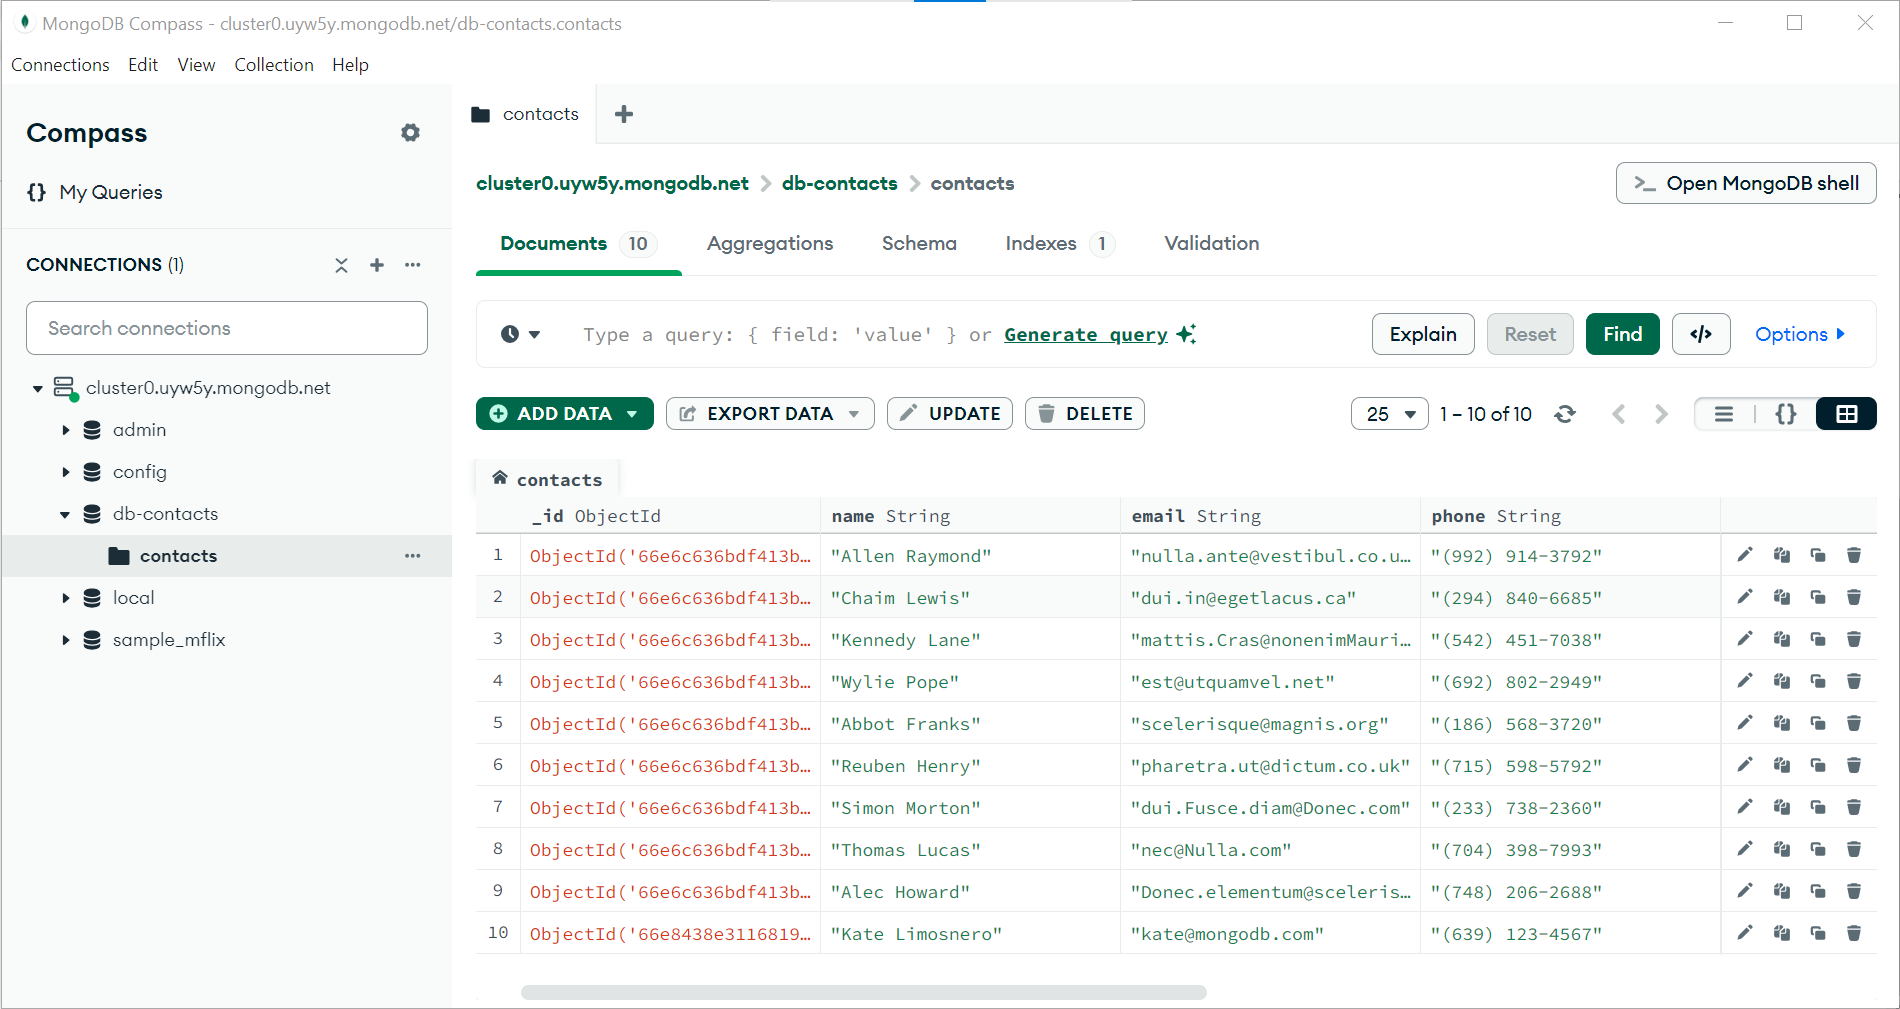 MongoDB Compass - cluster0.uyw5y.mongodb.net/db-contacts.contacts
Connections Edit View Collection Help
Compass
{} My Queries
CONNECTIONS (1)
Search connections
cluster0.uyw5y.mongodb.net
admin
config
db-contacts
contacts
local
sample_mflix
contacts
cluster0.uyw5y.mongodb.net > db-contacts > contacts
>_ Open MongoDB shell
Documents 10 Aggregations Schema Indexes 1 Validation
Type a query: { field: 'value' } or Generate query
Explain Reset Find </> Options
ADD DATA EXPORT DATA UPDATE DELETE
25 1 – 10 of 10 {}
contacts
_id ObjectId name String email String phone String
1 ObjectId('66e6c636bdf413b… "Allen Raymond" "nulla.ante@vestibul.co.u… "(992) 914-3792"
2 ObjectId('66e6c636bdf413b… "Chaim Lewis" "dui.in@egetlacus.ca" "(294) 840-6685"
3 ObjectId('66e6c636bdf413b… "Kennedy Lane" "mattis.Cras@nonenimMauri… "(542) 451-7038"
4 ObjectId('66e6c636bdf413b… "Wylie Pope" "est@utquamvel.net" "(692) 802-2949"
5 ObjectId('66e6c636bdf413b… "Abbot Franks" "scelerisque@magnis.org" "(186) 568-3720"
6 ObjectId('66e6c636bdf413b… "Reuben Henry" "pharetra.ut@dictum.co.uk" "(715) 598-5792"
7 ObjectId('66e6c636bdf413b… "Simon Morton" "dui.Fusce.diam@Donec.com" "(233) 738-2360"
8 ObjectId('66e6c636bdf413b… "Thomas Lucas" "nec@Nulla.com" "(704) 398-7993"
9 ObjectId('66e6c636bdf413b… "Alec Howard" "Donec.elementum@sceleris… "(748) 206-2688"
10 ObjectId('66e8438e3116819… "Kate Limosnero" "kate@mongodb.com" "(639) 123-4567"